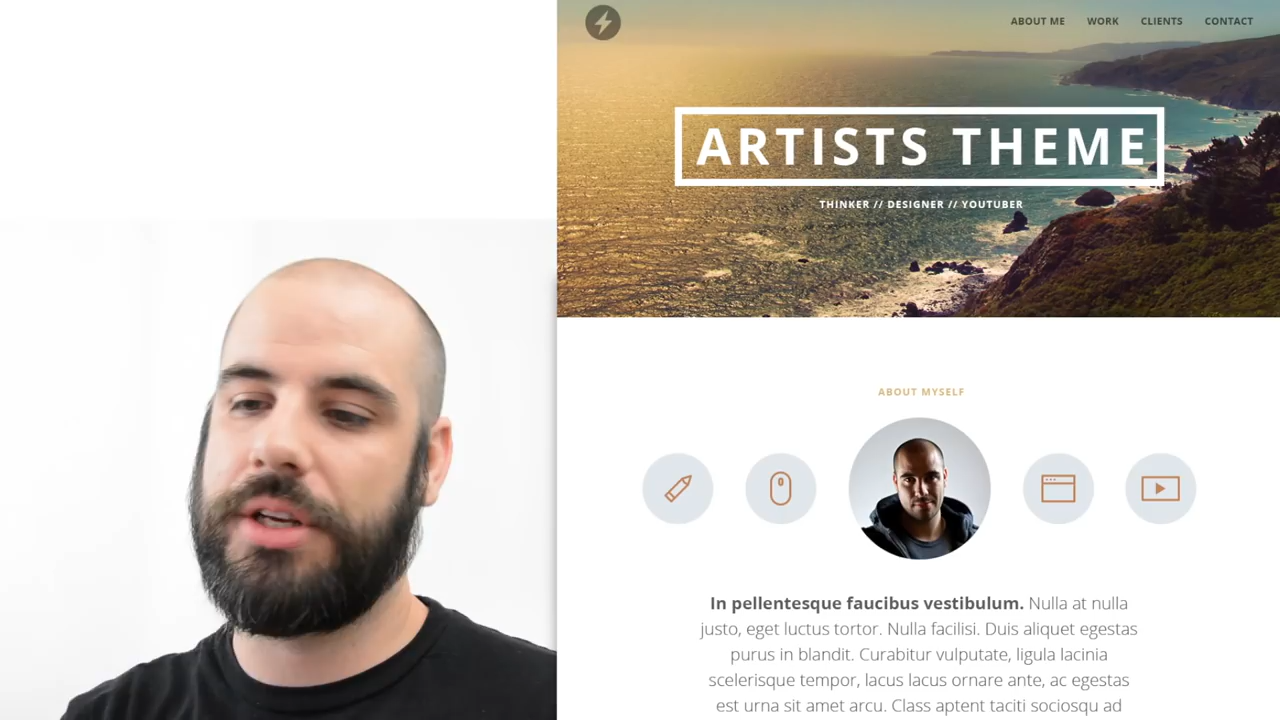 ABOUT ME WORK CLIENTS CONTACT
ARTISTS THEME
THINKER // DESIGNER // YOUTUBER
ABOUT MYSELF
In pellentesque faucibus vestibulum. Nulla at nulla
justo, eget luctus tortor. Nulla facilisi. Duis aliquet egestas
purus in blandit. Curabitur vulputate, ligula lacinia
scelerisque tempor, lacus lacus ornare ante, ac egestas
est urna sit amet arcu. Class aptent taciti sociosqu ad